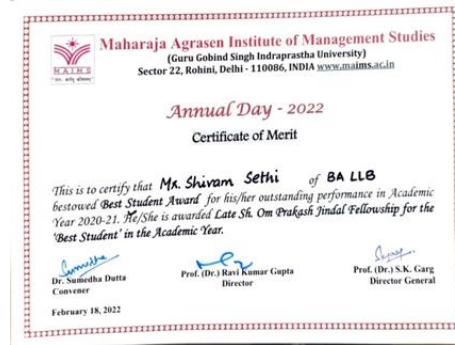 Maharaja Agrasen Institute of Management Studies
(Guru Gobind Singh Indraprastha University)
Sector 22, Rohini, Delhi - 110086, INDIA www.maims.ac.in
MAIMS
Annual Day - 2022
Certificate of Merit
This is to certify that Mr. Shivam Sethi of BA LLB
bestowed Best Student Award for his/her outstanding performance in Academic
Year 2020-21. He/She is awarded Late Sh. Om Prakash Jindal Fellowship for the
'Best Student' in the Academic Year.
Dr. Sumedha Dutta
Convener
Prof. (Dr.) Ravi Kumar Gupta
Director
Prof. (Dr.) S.K. Garg
Director General
February 18, 2022